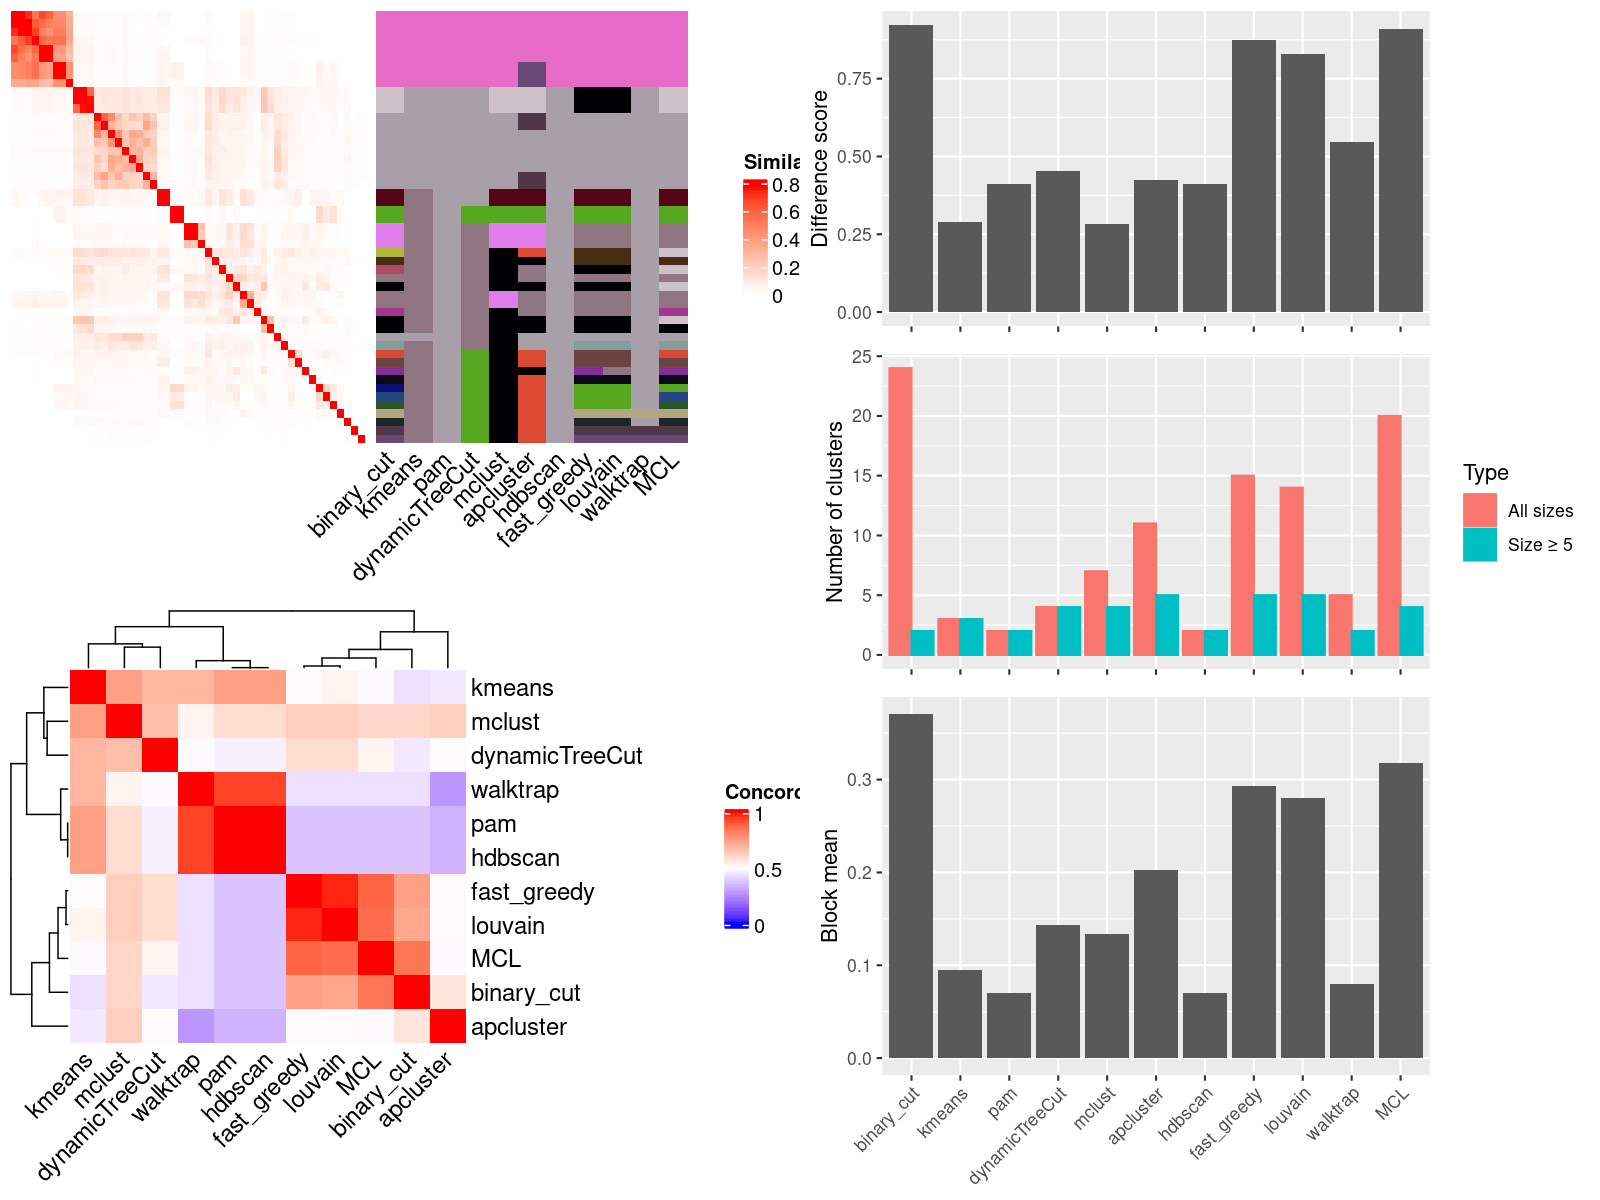 Simila
0.8
0.6
0.4
0.2
0
binary_cut
kmeans
pam
dynamicTreeCut
mclust
apcluster
hdbscan
fast_greedy
louvain
walktrap
MCL
kmeans
mclust
dynamicTreeCut
walktrap
pam
hdbscan
fast_greedy
louvain
MCL
binary_cut
apcluster
kmeans
mclust
dynamicTreeCut
walktrap
pam
hdbscan
fast_greedy
louvain
MCL
binary_cut
apcluster
Concord
1
0.5
0
Difference score
0.75
0.50
0.25
0.00
Number of clusters
25
20
15
10
5
0
Type
All sizes
Size ≥ 5
Block mean
0.3
0.2
0.1
0.0
binary_cut
kmeans
pam
dynamicTreeCut
mclust
apcluster
hdbscan
fast_greedy
louvain
walktrap
MCL